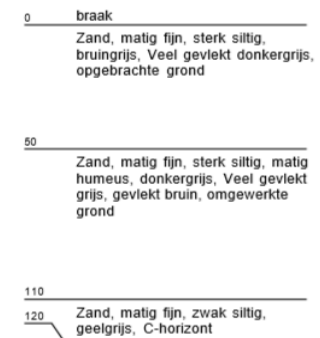 0 braak
Zand, matig fijn, sterk siltig,
bruingrijs, Veel gevlekt donkergrijs,
opgebrachte grond
50
Zand, matig fijn, sterk siltig, matig
humeus, donkergrijs, Veel gevlekt
grijs, gevlekt bruin, omgewerkte
grond
110
120 Zand, matig fijn, zwak siltig,
geelgrijs, C-horizont